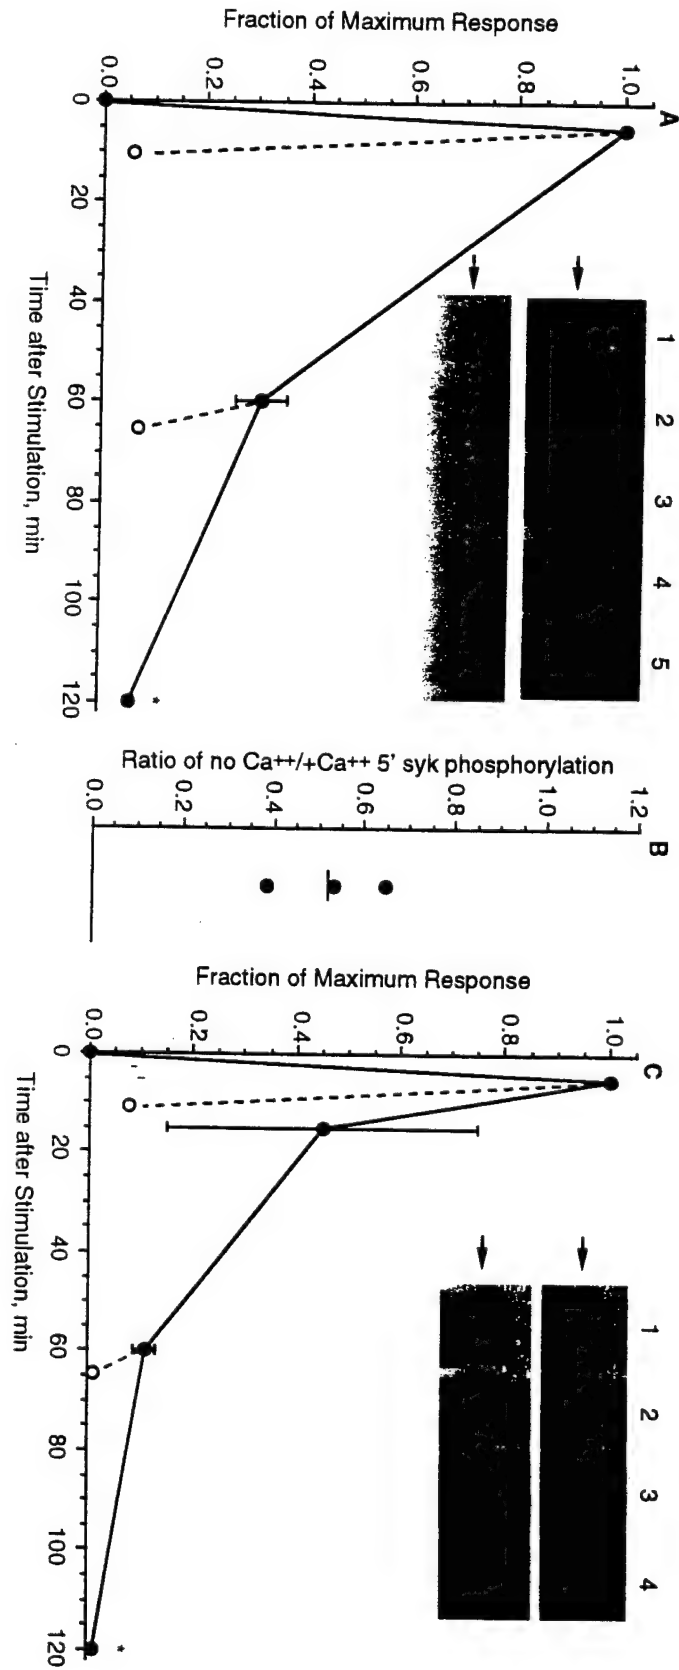 A
Fraction of Maximum Response
1.0
0.8
0.6
0.4
0.2
0.0
0 20 40 60 80 100 120
Time after Stimulation, min
1 2 3 4 5
*
B
Ratio of no Ca++/+Ca++ 5' syk phosphorylation
1.2
1.0
0.8
0.6
0.4
0.2
0.0
C
Fraction of Maximum Response
1.0
0.8
0.6
0.4
0.2
0.0
0 20 40 60 80 100 120
Time after Stimulation, min
1 2 3 4
*